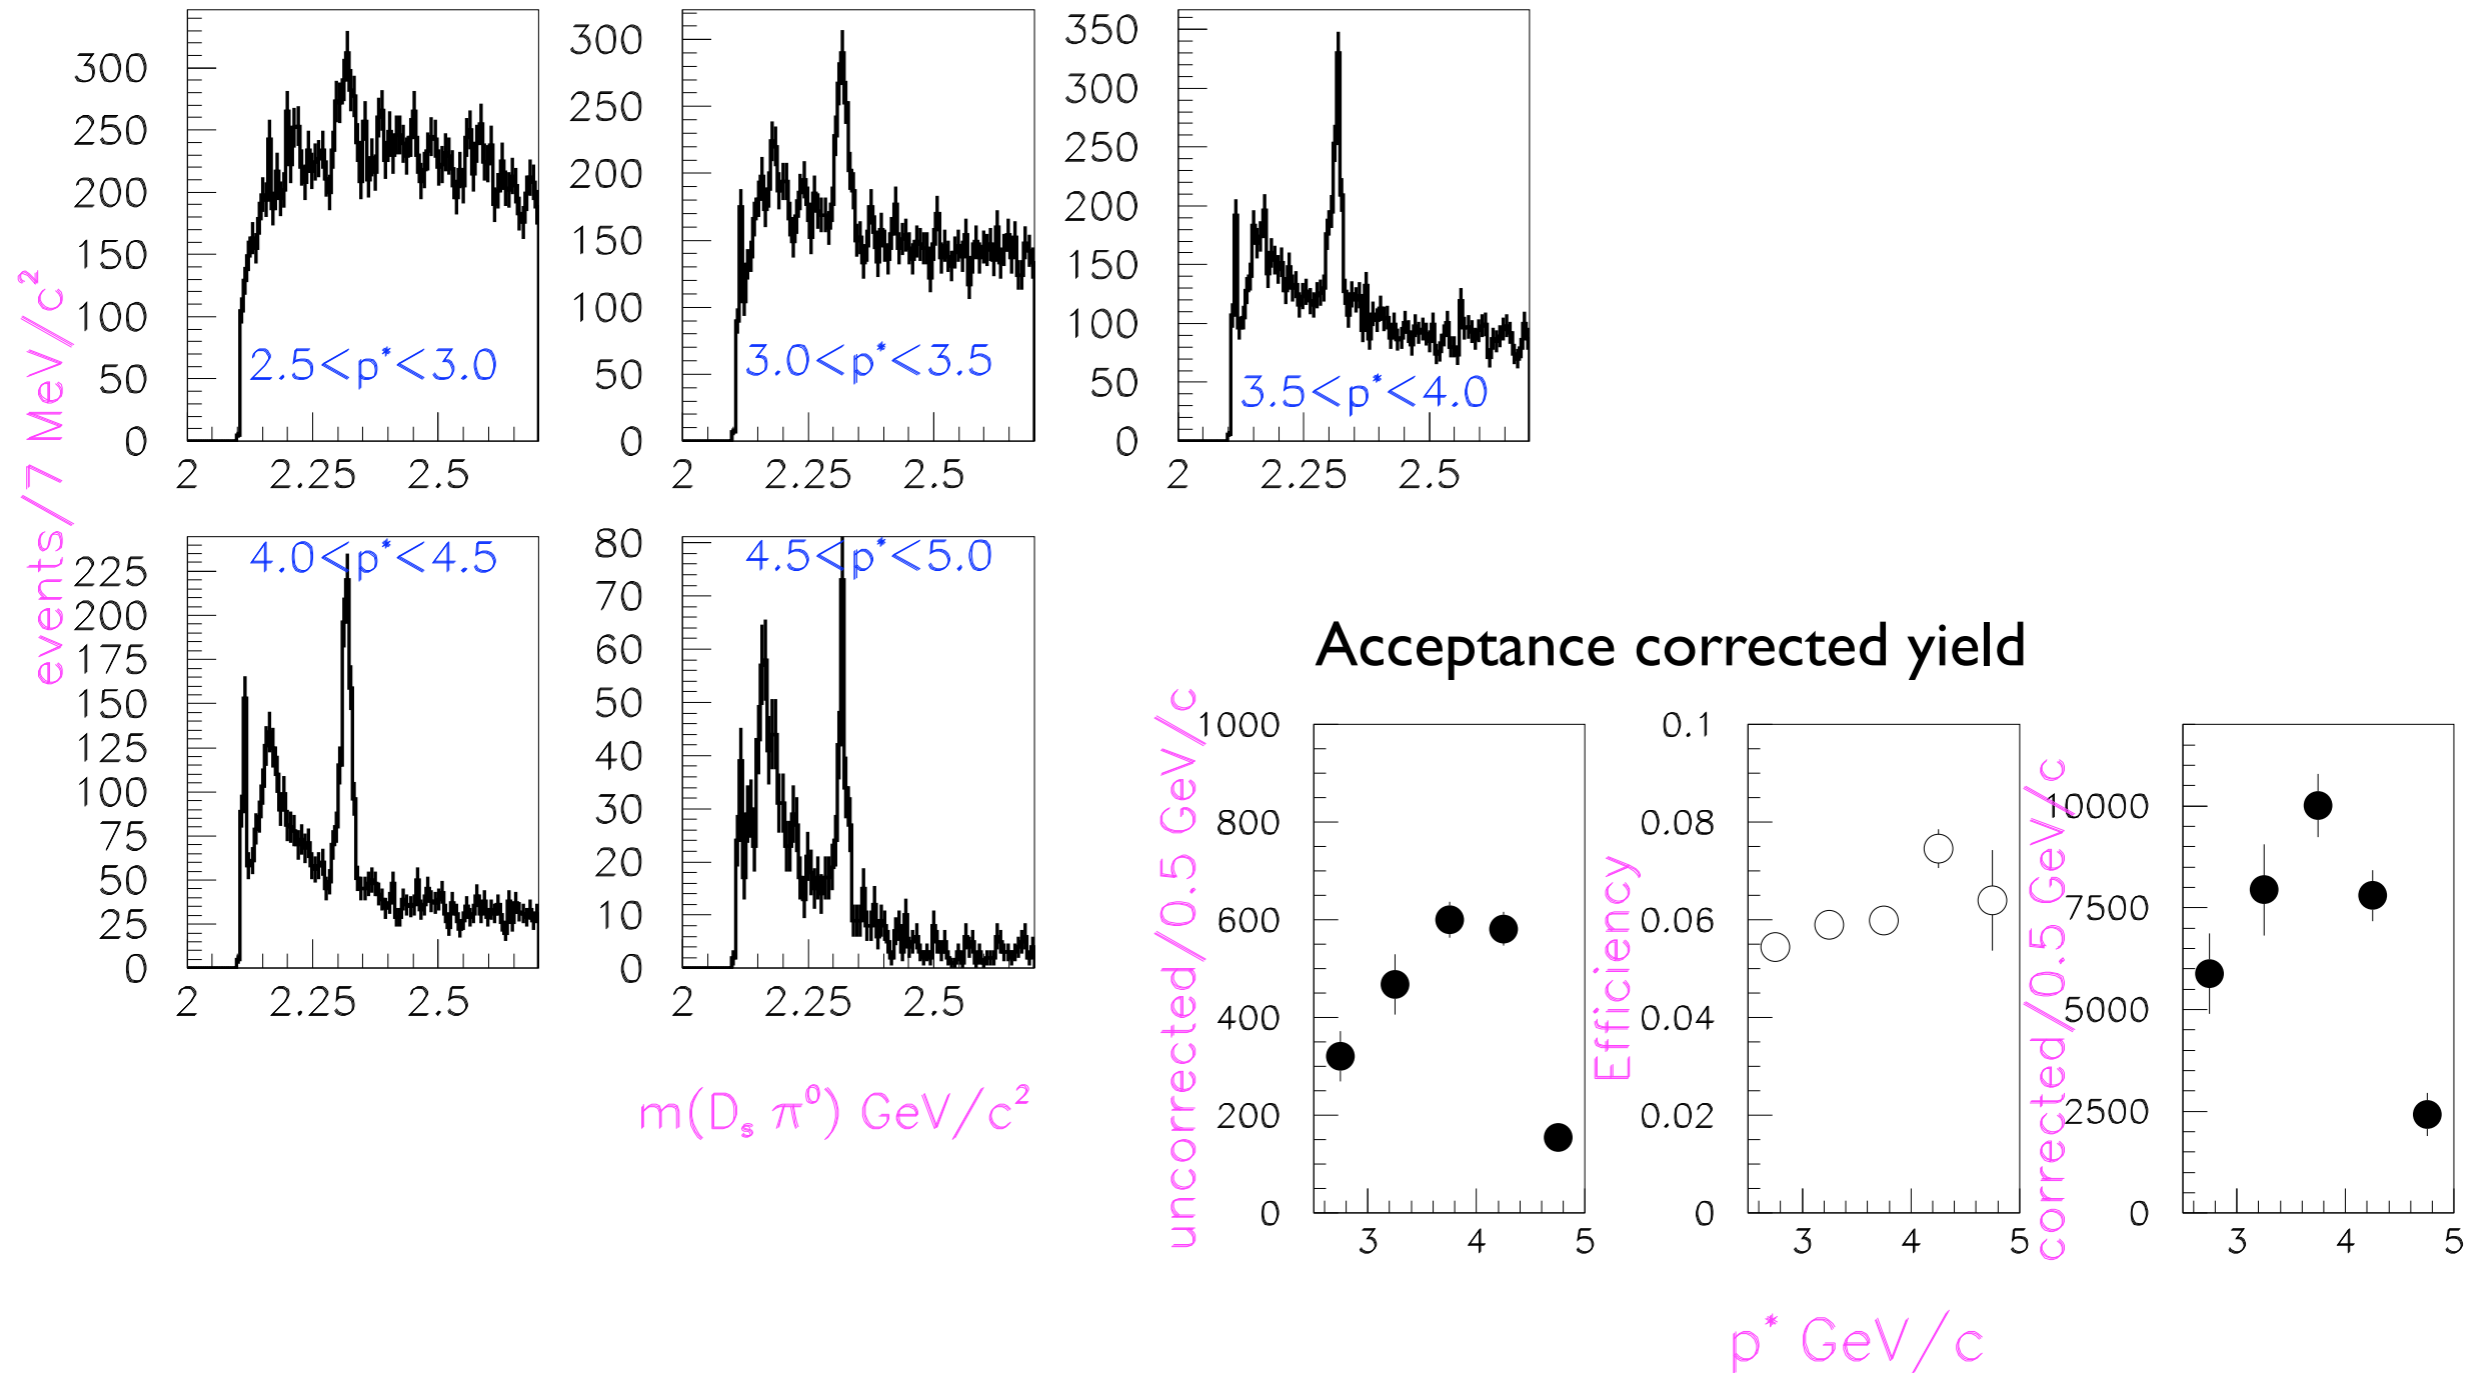 300
250
200
150
100
50
0
2.5<p*<3.0
2 2.25 2.5
300
250
200
150
100
50
0
3.0<p*<3.5
2 2.25 2.5
350
300
250
200
150
100
50
0
3.5<p*<4.0
2 2.25 2.5
events/7 MeV/c²
225
200
175
150
125
100
75
50
25
0
4.0<p*<4.5
2 2.25 2.5
80
70
60
50
40
30
20
10
0
4.5<p*<5.0
2 2.25 2.5
m(Dₛ π⁰) GeV/c²
Acceptance corrected yield
uncorrected/0.5 GeV/c
1000
800
600
400
200
0
3 4 5
Efficiency
0.1
0.08
0.06
0.04
0.02
0
3 4 5
corrected/0.5 GeV/c
10000
7500
5000
2500
0
3 4 5
p* GeV/c